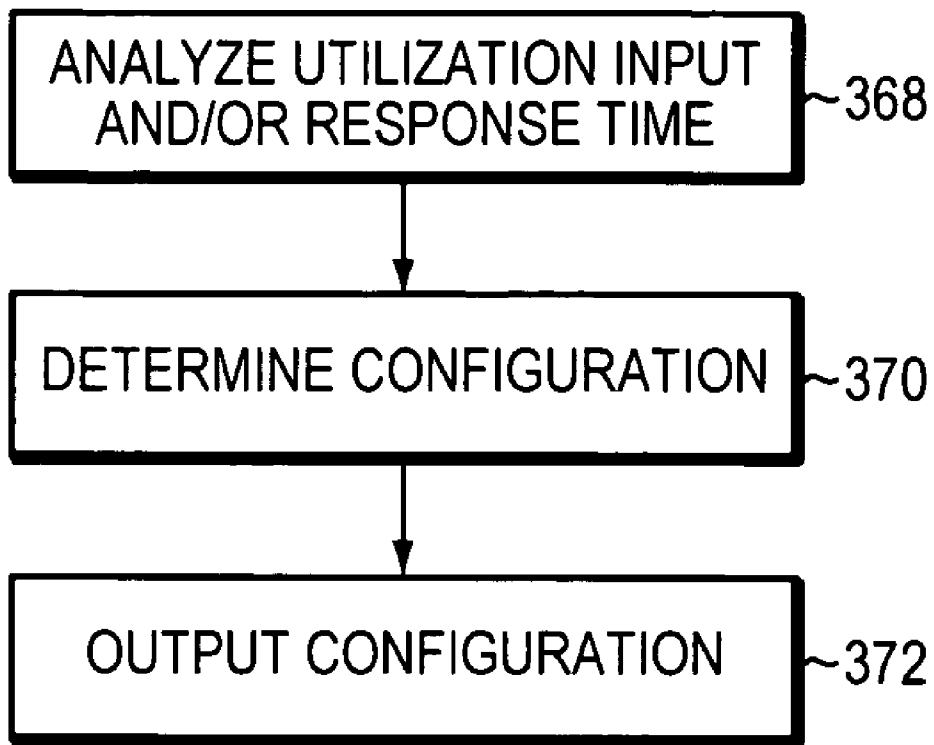 ANALYZE UTILIZATION INPUT
AND/OR RESPONSE TIME
368
DETERMINE CONFIGURATION
370
OUTPUT CONFIGURATION
372